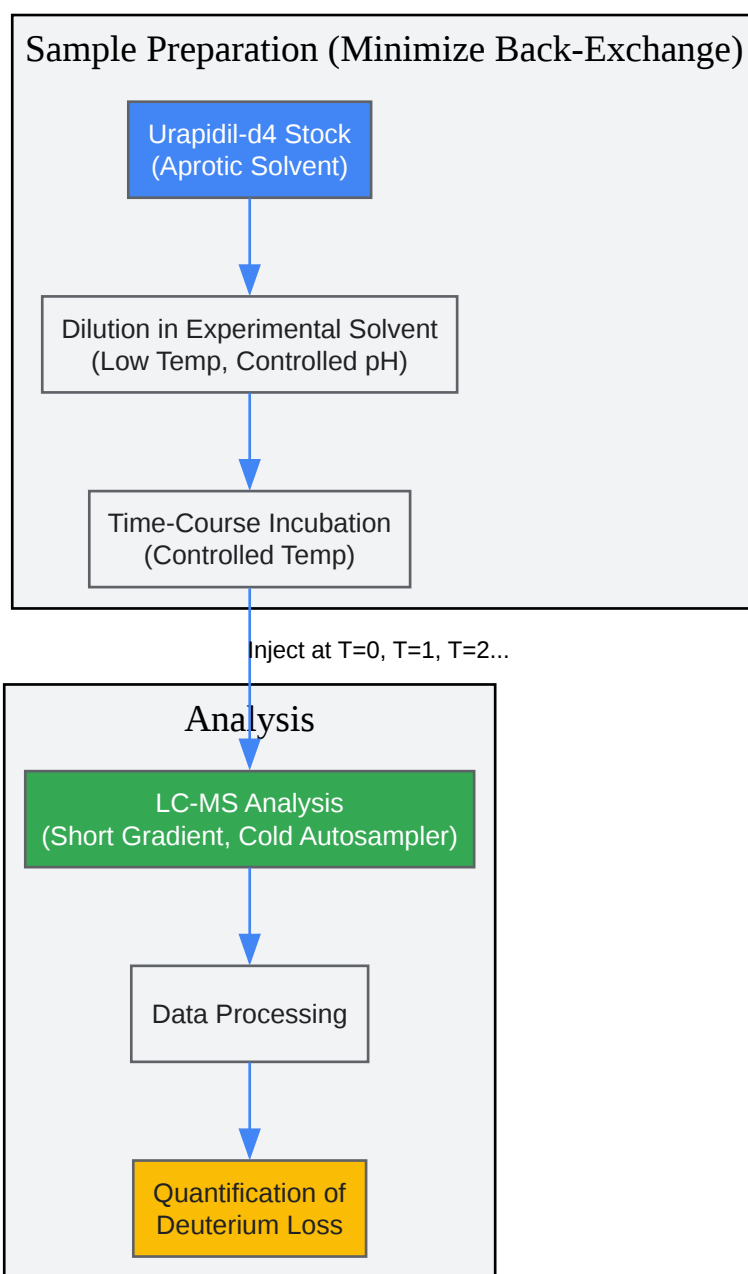 Sample Preparation (Minimize Back-Exchange)
Urapidil-d4 Stock
(Aprotic Solvent)
Dilution in Experimental Solvent
(Low Temp, Controlled pH)
Time-Course Incubation
(Controlled Temp)
Inject at T=0, T=1, T=2...
Analysis
LC-MS Analysis
(Short Gradient, Cold Autosampler)
Data Processing
Quantification of
Deuterium Loss